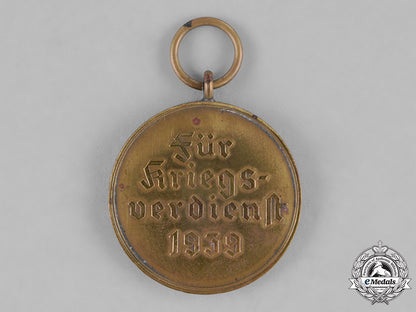 Für
Kriegs-
verdienst
1939
eMedals